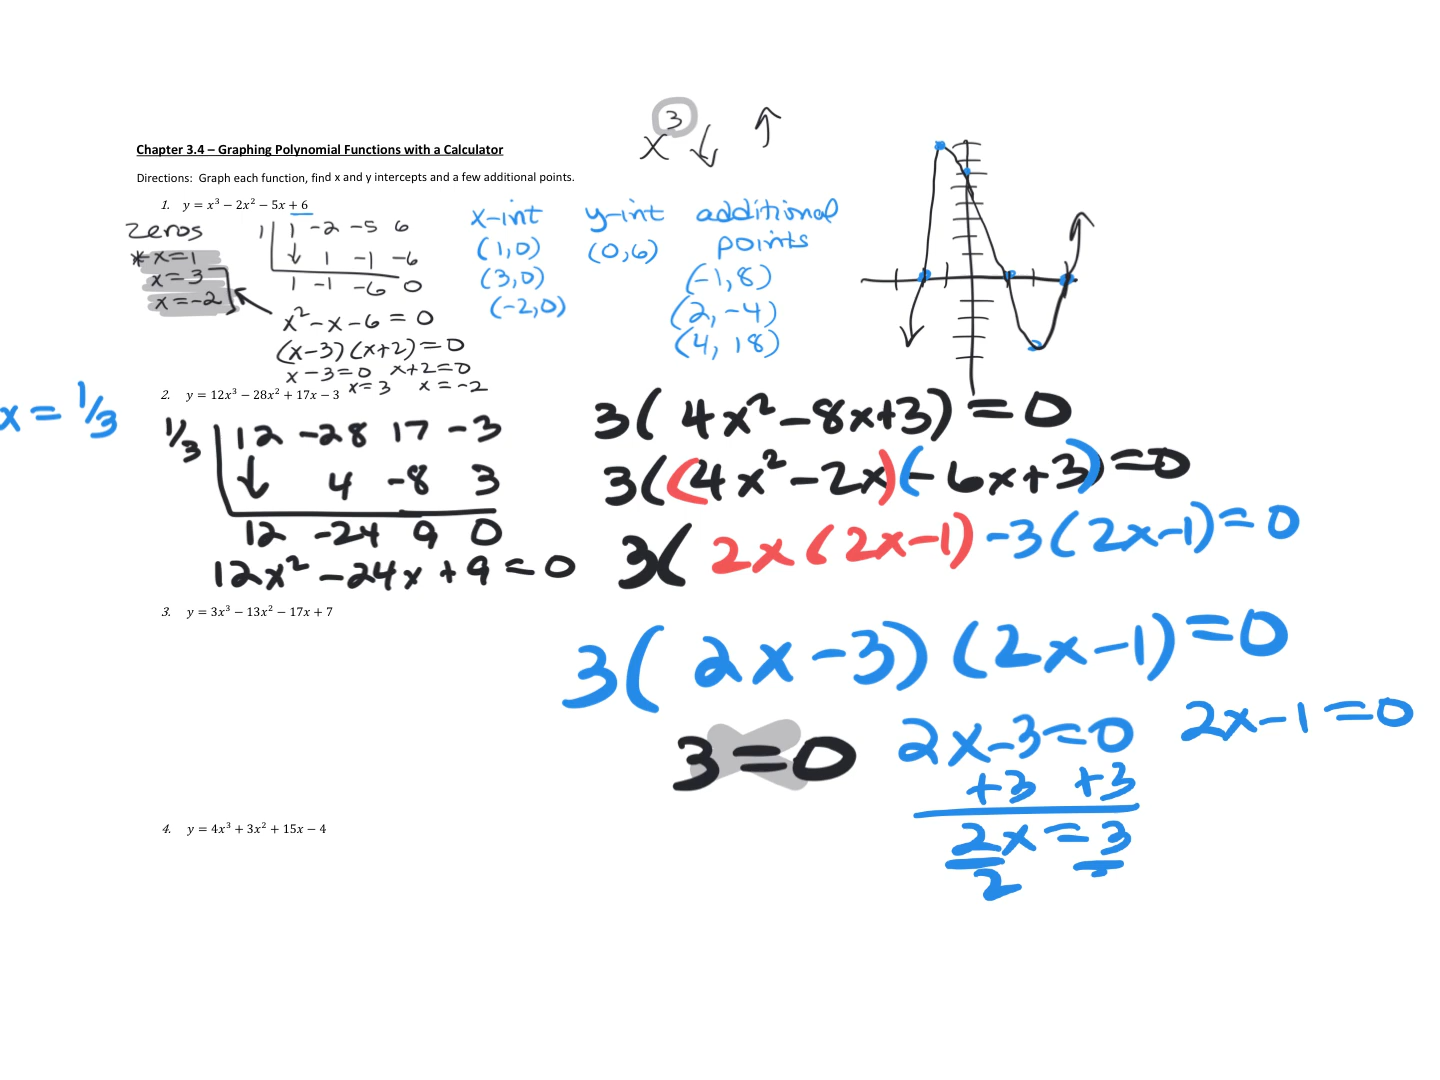 x³ ↓ ↑
Chapter 3.4 – Graphing Polynomial Functions with a Calculator
Directions: Graph each function, find x and y intercepts and a few additional points.
1. y = x³ − 2x² − 5x + 6
zeros
* x=1
x=3
x=-2
1 | 1 -2 -5 6
↓ 1 -1 -6
1 -1 -6 0
x²-x-6=0
(x-3)(x+2)=0
x-3=0 x+2=0
x=3 x=-2
x-int
(1,0)
(3,0)
(-2,0)
y-int
(0,6)
additional
points
(-1,8)
(2,-4)
(4, 18)
2. y = 12x³ − 28x² + 17x − 3
x = 1/3
1/3 | 12 -28 17 -3
↓ 4 -8 3
12 -24 9 0
12x² -24x +9 = 0
3( 4x²-8x+3)=0
3((4x²-2x)(-6x+3)=0
3( 2x(2x-1) -3(2x-1)=0
3( 2x-3) (2x-1)=0
3=0
2x-3=0
+3 +3
2x=3
2
2x-1=0
3. y = 3x³ − 13x² − 17x + 7
4. y = 4x³ + 3x² + 15x − 4